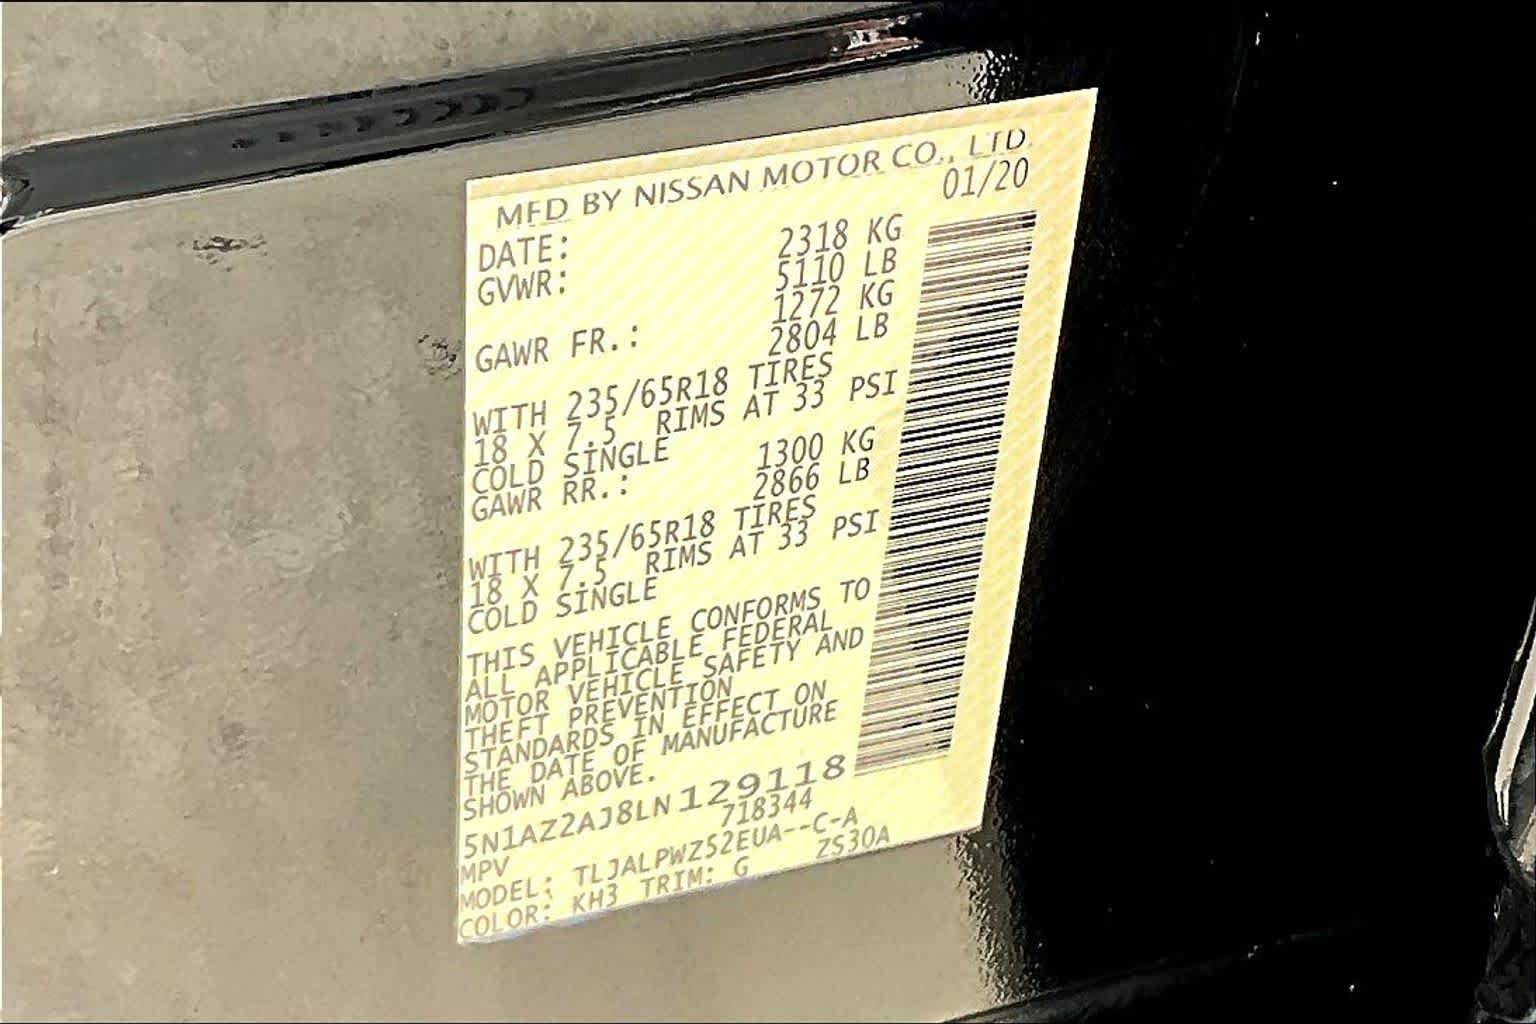 MFD BY NISSAN MOTOR CO., LTD.
DATE: 01/20
GVWR: 2318 KG
5110 LB
GAWR FR.: 1272 KG
2804 LB
WITH 235/65R18 TIRES
18 X 7.5 RIMS AT 33 PSI
COLD SINGLE
GAWR RR.: 1300 KG
2866 LB
WITH 235/65R18 TIRES
18 X 7.5 RIMS AT 33 PSI
COLD SINGLE
THIS VEHICLE CONFORMS TO
ALL APPLICABLE FEDERAL
MOTOR VEHICLE SAFETY AND
THEFT PREVENTION
STANDARDS IN EFFECT ON
THE DATE OF MANUFACTURE
SHOWN ABOVE.
5N1AZ2AJ8LN129118
MPV 718344
MODEL: TLJALPWZ52EUA--C-A
COLOR: KH3 TRIM: G ZS30A